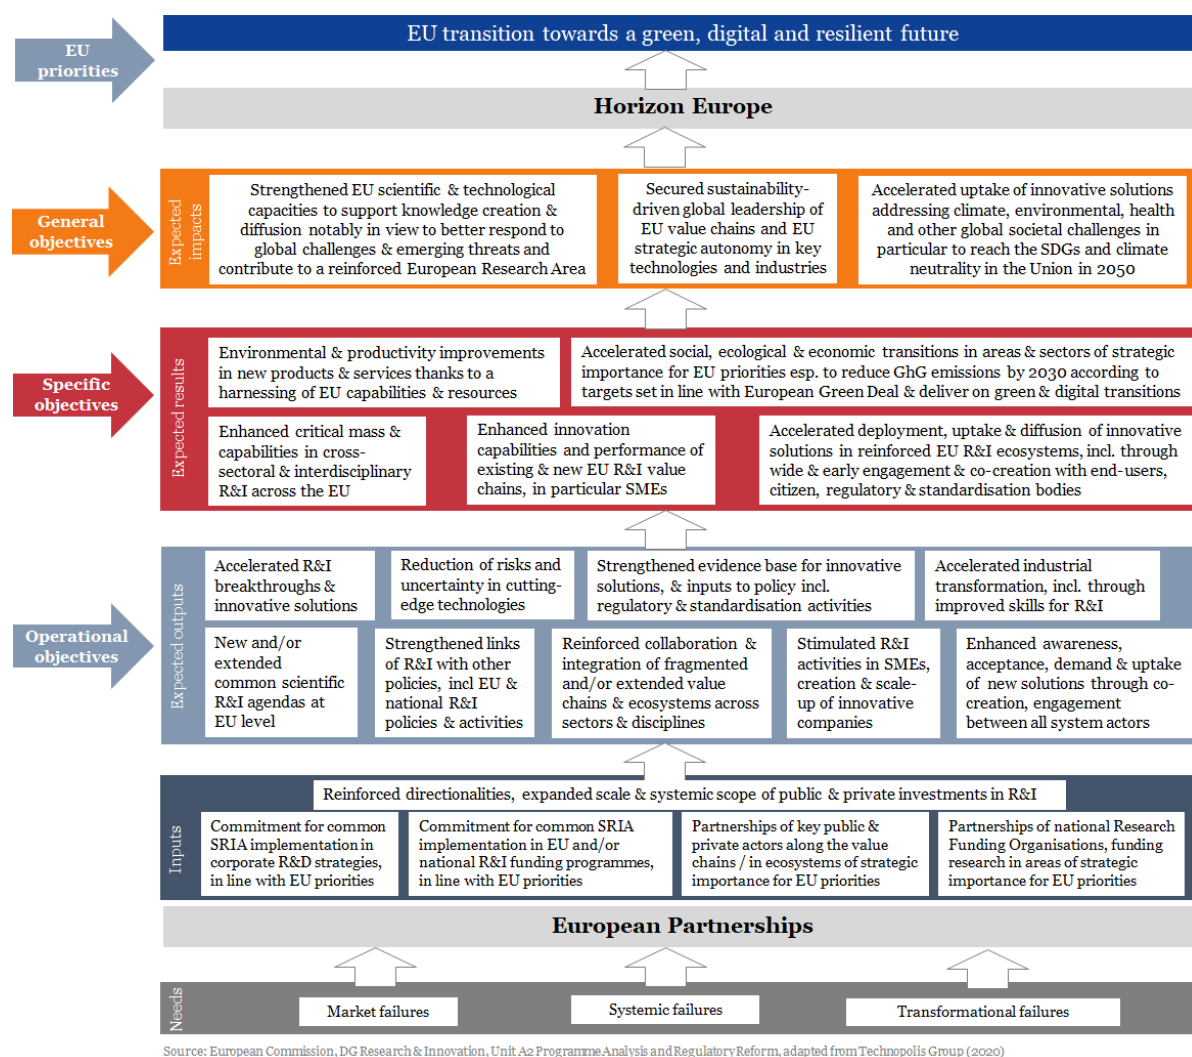 EU transition towards a green, digital and resilient future
EU
priorities
Horizon Europe
General
objectives
Expected
impacts
Strengthened EU scientific & technological
capacities to support knowledge creation &
diffusion notably in view to better respond to
global challenges & emerging threats and
contribute to a reinforced European Research Area
Secured sustainability-
driven global leadership of
EU value chains and EU
strategic autonomy in key
technologies and industries
Accelerated uptake of innovative solutions
addressing climate, environmental, health
and other global societal challenges in
particular to reach the SDGs and climate
neutrality in the Union in 2050
Specific
objectives
Expected results
Environmental & productivity improvements
in new products & services thanks to a
harnessing of EU capabilities & resources
Accelerated social, ecological & economic transitions in areas & sectors of strategic
importance for EU priorities esp. to reduce GhG emissions by 2030 according to
targets set in line with European Green Deal & deliver on green & digital transitions
Enhanced critical mass &
capabilities in cross-
sectoral & interdisciplinary
R&I across the EU
Enhanced innovation
capabilities and performance of
existing & new EU R&I value
chains, in particular SMEs
Accelerated deployment, uptake & diffusion of innovative
solutions in reinforced EU R&I ecosystems, incl. through
wide & early engagement & co-creation with end-users,
citizen, regulatory & standardisation bodies
Operational
objectives
Expected outputs
Accelerated R&I
breakthroughs &
innovative solutions
Reduction of risks and
uncertainty in cutting-
edge technologies
Strengthened evidence base for innovative
solutions, & inputs to policy incl.
regulatory & standardisation activities
Accelerated industrial
transformation, incl. through
improved skills for R&I
New and/or
extended
common scientific
R&I agendas at
EU level
Strengthened links
of R&I with other
policies, incl EU &
national R&I
policies & activities
Reinforced collaboration &
integration of fragmented
and/or extended value
chains & ecosystems across
sectors & disciplines
Stimulated R&I
activities in SMEs,
creation & scale-
up of innovative
companies
Enhanced awareness,
acceptance, demand & uptake
of new solutions through co-
creation, engagement
between all system actors
Inputs
Reinforced directionalities, expanded scale & systemic scope of public & private investments in R&I
Commitment for common
SRIA implementation in
corporate R&D strategies,
in line with EU priorities
Commitment for common SRIA
implementation in EU and/or
national R&I funding programmes,
in line with EU priorities
Partnerships of key public &
private actors along the value
chains / in ecosystems of strategic
importance for EU priorities
Partnerships of national Research
Funding Organisations, funding
research in areas of strategic
importance for EU priorities
European Partnerships
Needs
Market failures
Systemic failures
Transformational failures
Source: European Commission, DG Research & Innovation, Unit A2 Programme Analysis and Regulatory Reform, adapted from Technopolis Group (2020)